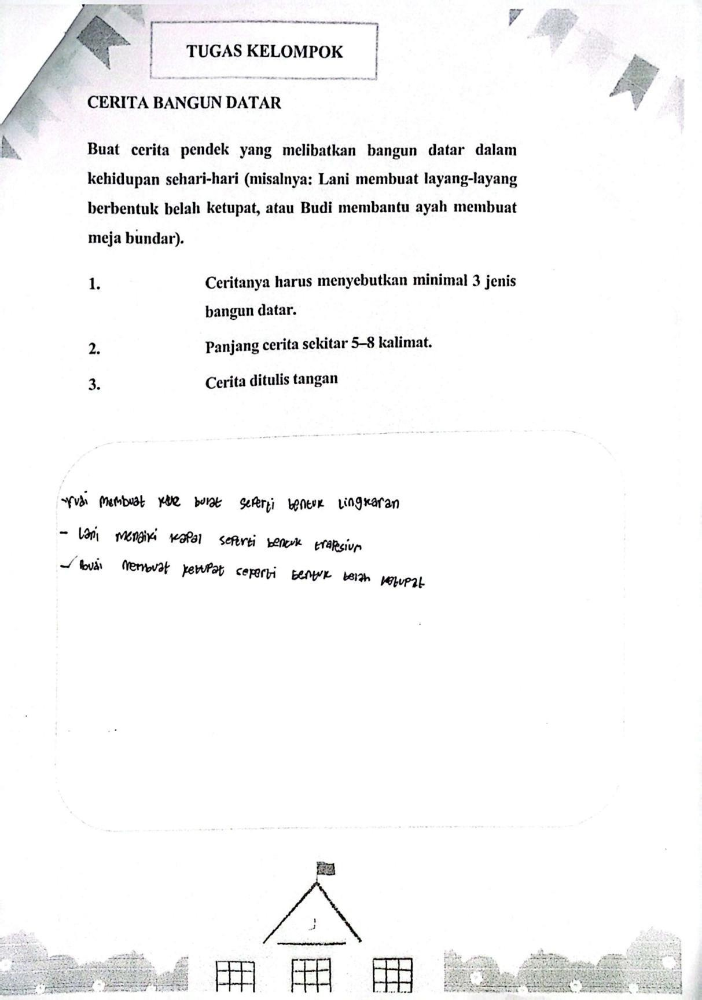 TUGAS KELOMPOK
CERITA BANGUN DATAR
Buat cerita pendek yang melibatkan bangun datar dalam
kehidupan sehari-hari (misalnya: Lani membuat layang-layang
berbentuk belah ketupat, atau Budi membantu ayah membuat
meja bundar).
1. Ceritanya harus menyebutkan minimal 3 jenis
bangun datar.
2. Panjang cerita sekitar 5–8 kalimat.
3. Cerita ditulis tangan
- rudi membuat kue bulat seperti bentuk lingkaran
- Lani menaiki kapal seperti bentuk trapesium
- budi membuat ketupat seperti bentuk belah ketupat